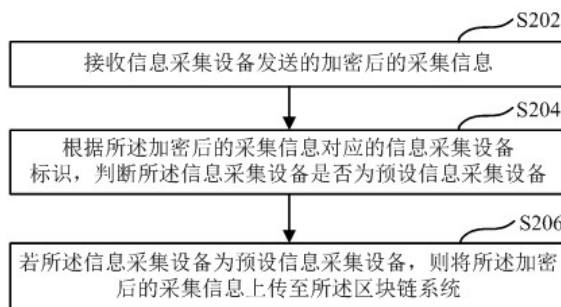 S202
接收信息采集设备发送的加密后的采集信息
S204
根据所述加密后的采集信息对应的信息采集设备
标识，判断所述信息采集设备是否为预设信息采集设备
S206
若所述信息采集设备为预设信息采集设备，则将所述加密
后的采集信息上传至所述区块链系统